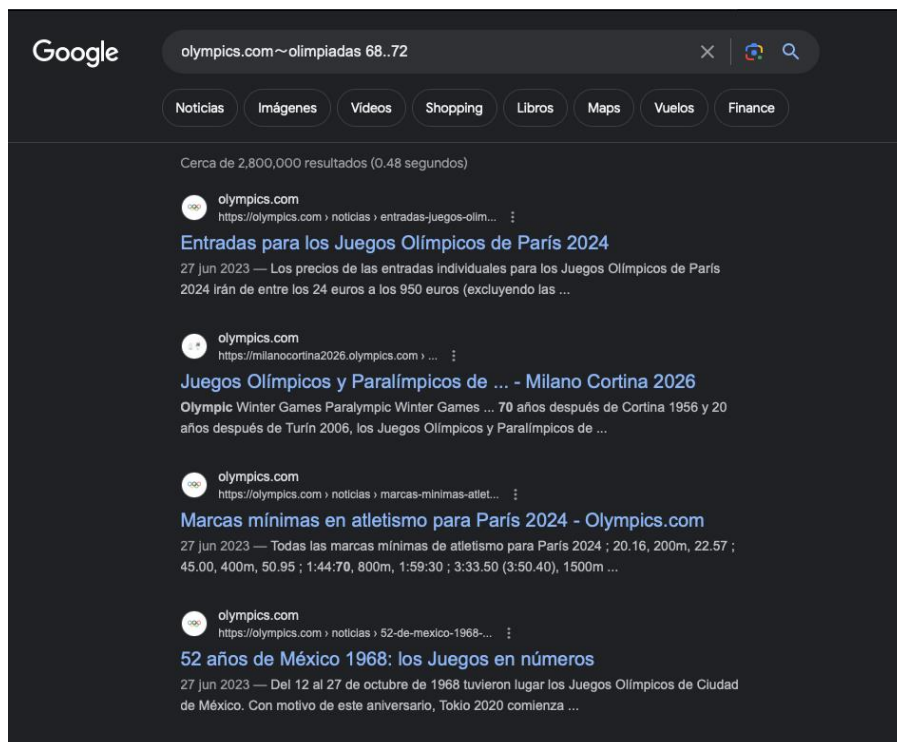 Google
olympics.com～olimpiadas 68..72
Noticias Imágenes Videos Shopping Libros Maps Vuelos Finance
Cerca de 2,800,000 resultados (0.48 segundos)
olympics.com
https://olympics.com › noticias › entradas-juegos-olim...
Entradas para los Juegos Olímpicos de París 2024
27 jun 2023 — Los precios de las entradas individuales para los Juegos Olímpicos de París
2024 irán de entre los 24 euros a los 950 euros (excluyendo las ...
olympics.com
https://milanocortina2026.olympics.com › ...
Juegos Olímpicos y Paralímpicos de ... - Milano Cortina 2026
Olympic Winter Games Paralympic Winter Games ... 70 años después de Cortina 1956 y 20
años después de Turín 2006, los Juegos Olímpicos y Paralímpicos de ...
olympics.com
https://olympics.com › noticias › marcas-minimas-atlet...
Marcas mínimas en atletismo para París 2024 - Olympics.com
27 jun 2023 — Todas las marcas mínimas de atletismo para París 2024 ; 20.16, 200m, 22.57 ;
45.00, 400m, 50.95 ; 1:44:70, 800m, 1:59:30 ; 3:33.50 (3:50.40), 1500m ...
olympics.com
https://olympics.com › noticias › 52-de-mexico-1968-...
52 años de México 1968: los Juegos en números
27 jun 2023 — Del 12 al 27 de octubre de 1968 tuvieron lugar los Juegos Olímpicos de Ciudad
de México. Con motivo de este aniversario, Tokio 2020 comienza ...